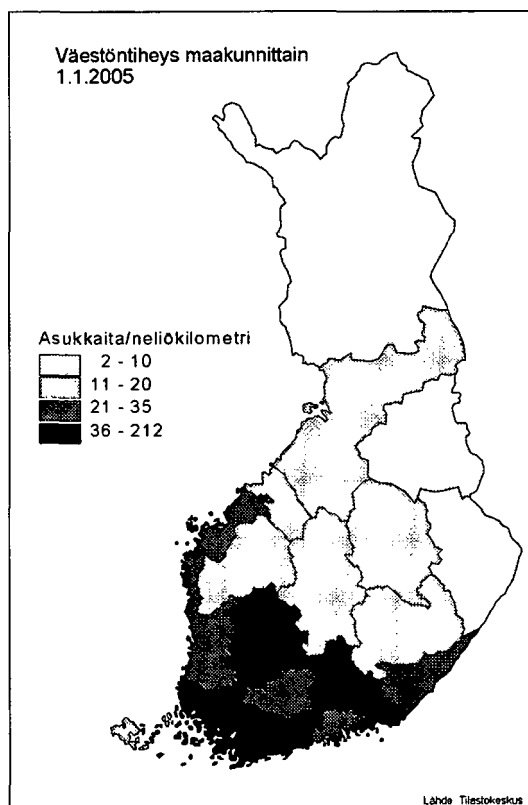 Väestöntiheys maakunnittain
1.1.2005
Asukkaita/neliökilometri
2 - 10
11 - 20
21 - 35
36 - 212
Lähde Tilastokeskus